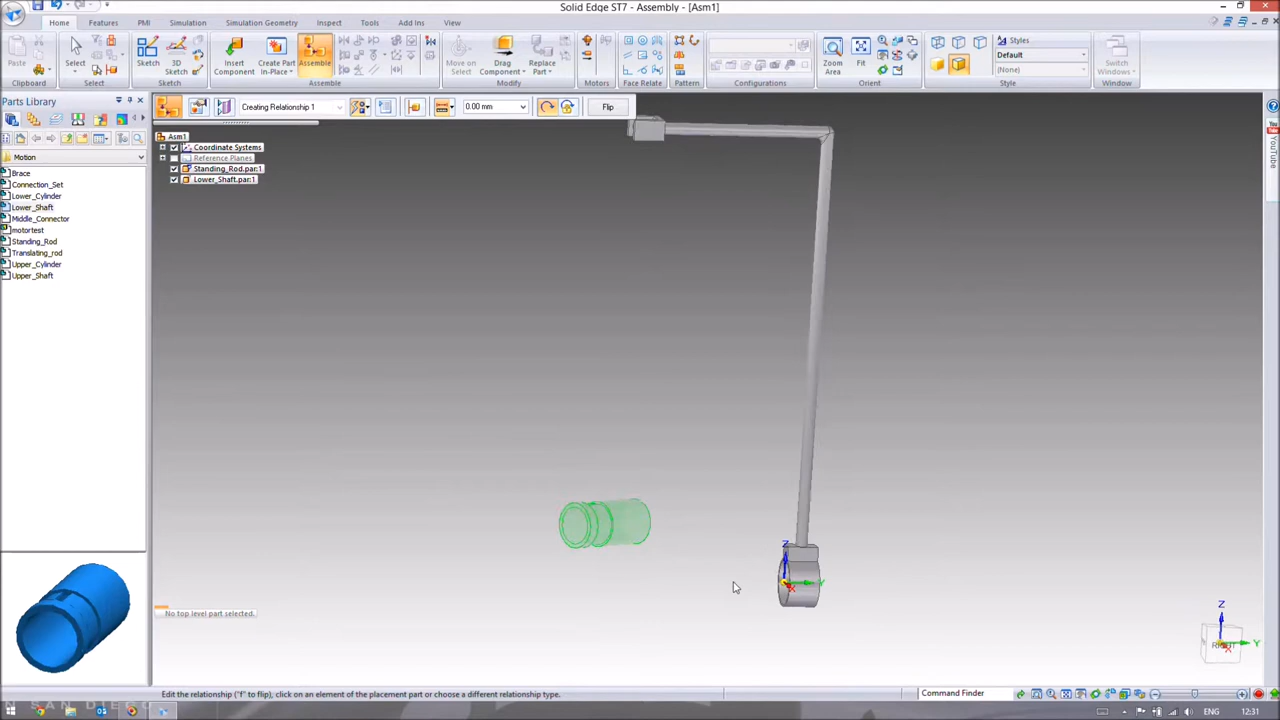 Solid Edge ST7 - Assembly - [Asm1]
Home Features PMI Simulation Simulation Geometry Inspect Tools Add Ins View
Paste Select Sketch 3D Sketch Insert Component Create Part In-Place Assemble Move on Select Drag Component Replace Part Zoom Area Fit Styles Default (None) Switch Windows
Clipboard Select Sketch Assemble Modify Motors Face Relate Pattern Configurations Orient Style Window
Parts Library
Creating Relationship 1 0.00 mm Flip
Motion
Brace
Connection_Set
Lower_Cylinder
Lower_Shaft
Middle_Connector
motortest
Standing_Rod
Translating_rod
Upper_Cylinder
Upper_Shaft
Asm1
Coordinate Systems
Reference Planes
Standing_Rod.par:1
Lower_Shaft.par:1
YouTube
Z
Y
X
Z
Y
X
No top level part selected.
Edit the relationship ("f" to flip), click on an element of the placement part or choose a different relationship type.
Command Finder
N SAN DIEGO
ENG 12:31